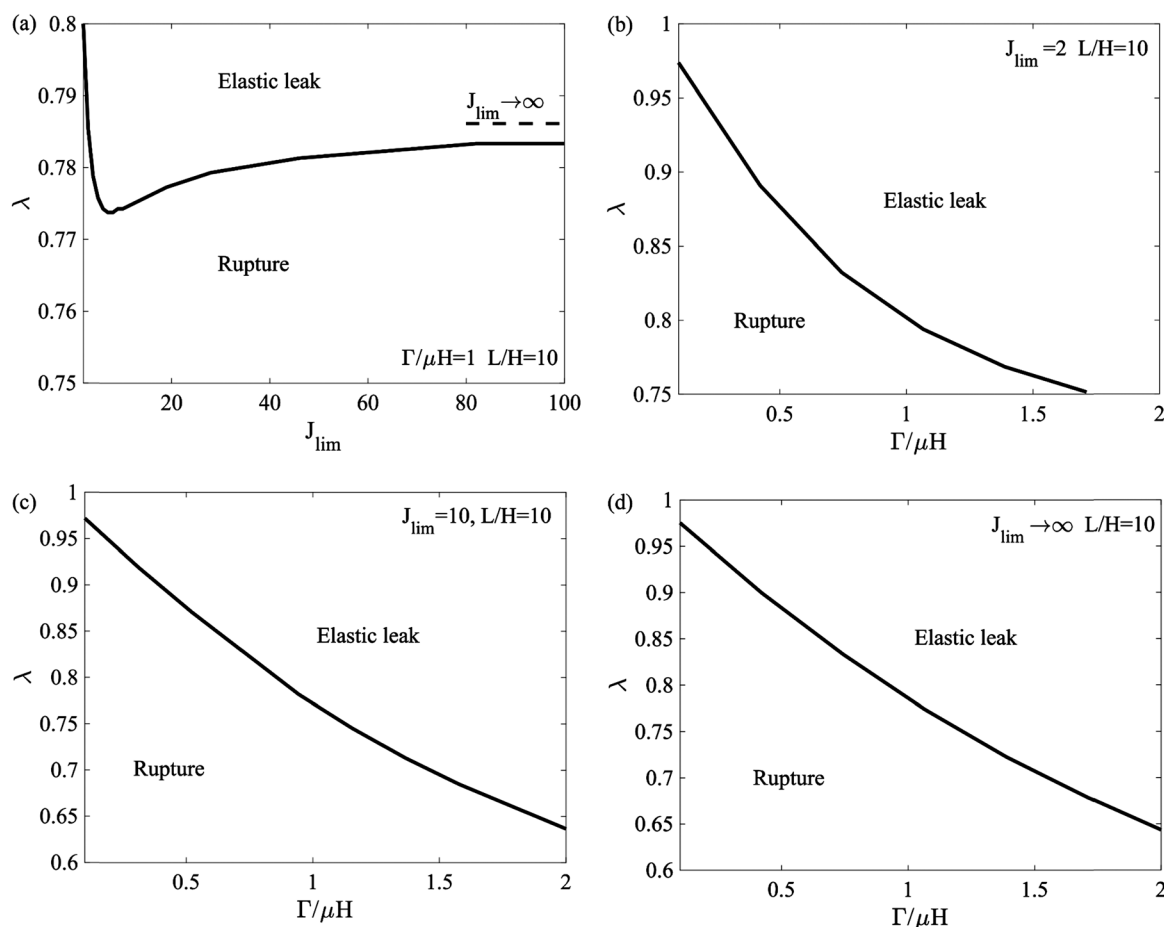 (a)
0.8
0.79
0.78
0.77
0.76
0.75
λ
Elastic leak
J_lim→∞
Rupture
Γ/μH=1 L/H=10
20
40
60
80
100
J_lim
(b)
1
0.95
0.9
0.85
0.8
0.75
λ
J_lim =2 L/H=10
Elastic leak
Rupture
0.5
1
1.5
2
Γ/μH
(c)
1
0.95
0.9
0.85
0.8
0.75
0.7
0.65
0.6
λ
J_lim=10, L/H=10
Elastic leak
Rupture
0.5
1
1.5
2
Γ/μH
(d)
1
0.95
0.9
0.85
0.8
0.75
0.7
0.65
0.6
λ
J_lim →∞ L/H=10
Elastic leak
Rupture
0.5
1
1.5
2
Γ/μH